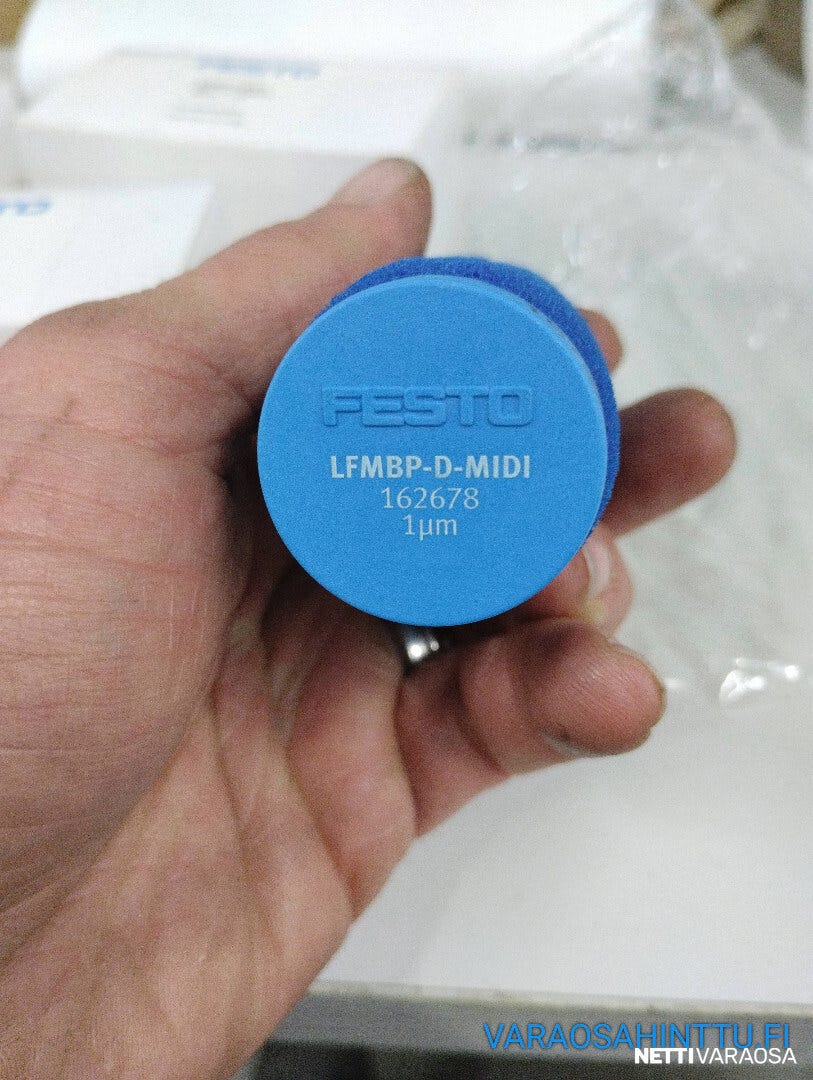 FESTO
LFMBP-D-MIDI
162678
1µm
VARAOSAHINTTU.FI
NETTIVARAOSA